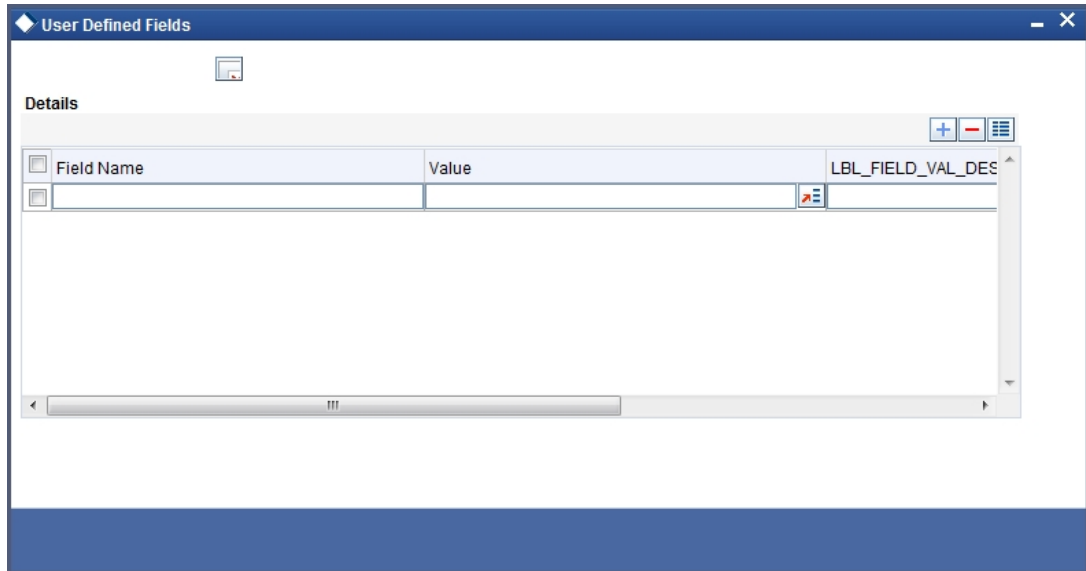 User Defined Fields
Details
Field Name Value LBL_FIELD_VAL_DES